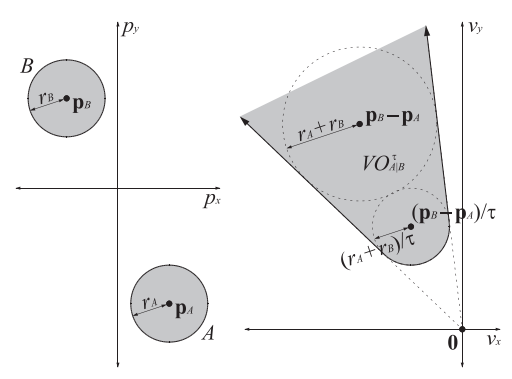 p_y
B
r_B
p_B
p_x
r_A
p_A
A
v_y
p_B − p_A
r_A + r_B
VO^τ_{A|B}
(p_B − p_A)/τ
(r_A + r_B)/τ
0
v_x